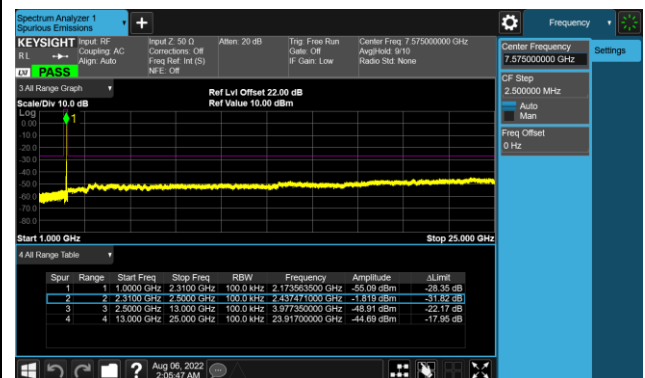 Spectrum Analyzer 1
Spurious Emissions
Frequency
KEYSIGHT
RL
PASS
Input: RF
Coupling: AC
Align: Auto
Input Z: 50 Ω
Corrections: Off
Freq Ref: Int (S)
NFE: Off
Atten: 20 dB
Trig: Free Run
Gate: Off
IF Gain: Low
Center Freq: 7.575000000 GHz
Avg|Hold: 9/10
Radio Std: None
Center Frequency
7.575000000 GHz
Settings
CF Step
2.500000 MHz
Auto
Man
Freq Offset
0 Hz
3 All Range Graph
Scale/Div 10.0 dB
Ref Lvl Offset 22.00 dB
Ref Value 10.00 dBm
Log
0.00
-10.0
-20.0
-30.0
-40.0
-50.0
-60.0
-70.0
-80.0
1
Start 1.000 GHz
Stop 25.000 GHz
4 All Range Table
Spur Range Start Freq Stop Freq RBW Frequency Amplitude ΔLimit
1 1 1.0000 GHz 2.3100 GHz 100.0 kHz 2.173563500 GHz -55.09 dBm -28.35 dB
2 2 2.3100 GHz 2.5000 GHz 100.0 kHz 2.437471000 GHz -1.819 dBm -31.82 dB
3 3 2.5000 GHz 13.000 GHz 100.0 kHz 3.977350000 GHz -48.91 dBm -22.17 dB
4 4 13.000 GHz 25.000 GHz 100.0 kHz 23.91700000 GHz -44.69 dBm -17.95 dB
Aug 06, 2022
2:05:47 AM